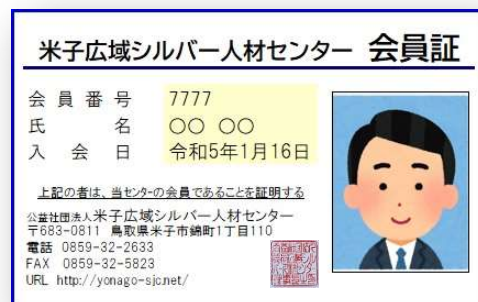 米子広域シルバー人材センター 会員証
会員番号 7777
氏名 〇〇 〇〇
入会日 令和5年1月16日
上記の者は、当センターの会員であることを証明する
公益社団法人米子広域シルバー人材センター
〒683-0811 鳥取県米子市錦町1丁目110
電話 0859-32-2633
FAX 0859-32-5823
URL http://yonago-sjc.net/